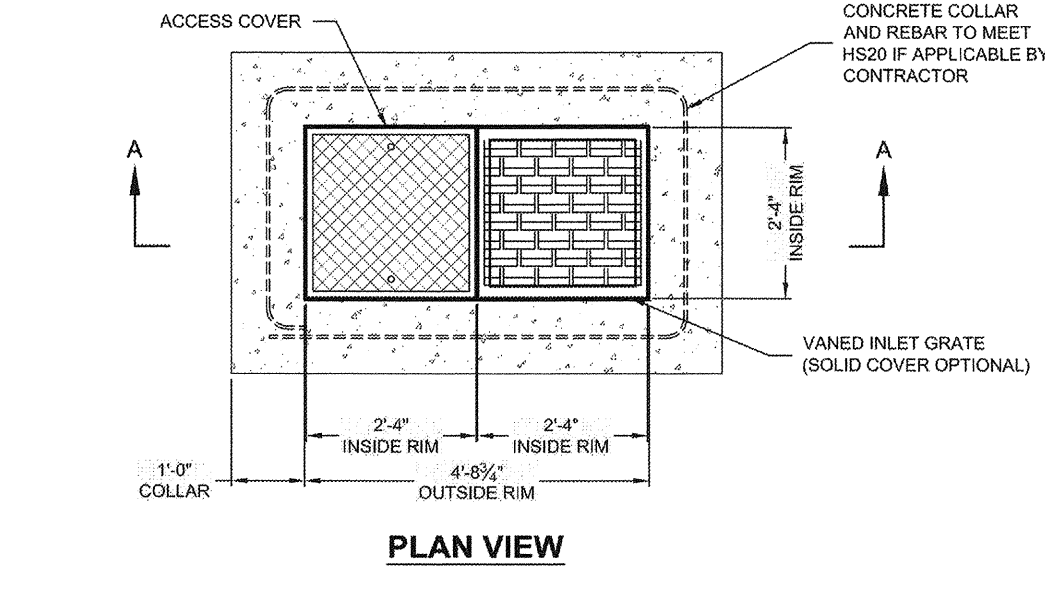 ACCESS COVER
CONCRETE COLLAR
AND REBAR TO MEET
HS20 IF APPLICABLE BY
CONTRACTOR
A
A
2'-4"
INSIDE RIM
VANED INLET GRATE
(SOLID COVER OPTIONAL)
2'-4"
INSIDE RIM
2'-4"
INSIDE RIM
1'-0"
COLLAR
4'-8¾"
OUTSIDE RIM
PLAN VIEW